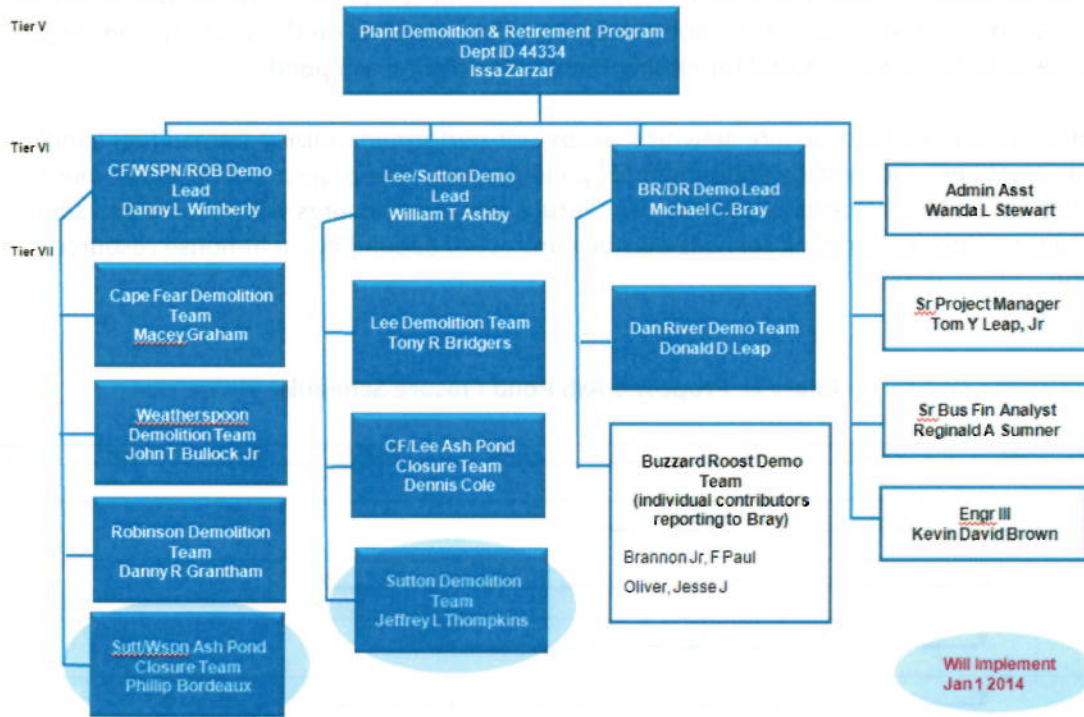 Tier V
Plant Demolition & Retirement Program
Dept ID 44334
Issa Zarzar
Tier VI
CF/WSPN/ROB Demo
Lead
Danny L Wimberly
Lee/Sutton Demo
Lead
William T Ashby
BR/DR Demo Lead
Michael C. Bray
Admin Asst
Wanda L Stewart
Tier VII
Cape Fear Demolition
Team
Macey Graham
Lee Demolition Team
Tony R Bridgers
Dan River Demo Team
Donald D Leap
Sr Project Manager
Tom Y Leap, Jr
Weatherspoon
Demolition Team
John T Bullock Jr
CF/Lee Ash Pond
Closure Team
Dennis Cole
Buzzard Roost Demo
Team
(individual contributors
reporting to Bray)
Brannon Jr, F Paul
Oliver, Jesse J
Sr Bus Fin Analyst
Reginald A Sumner
Robinson Demolition
Team
Danny R Grantham
Sutton Demolition
Team
Jeffrey L Thompkins
Engr III
Kevin David Brown
Sutt/Wspn Ash Pond
Closure Team
Phillip Bordeaux
Will Implement
Jan 1 2014